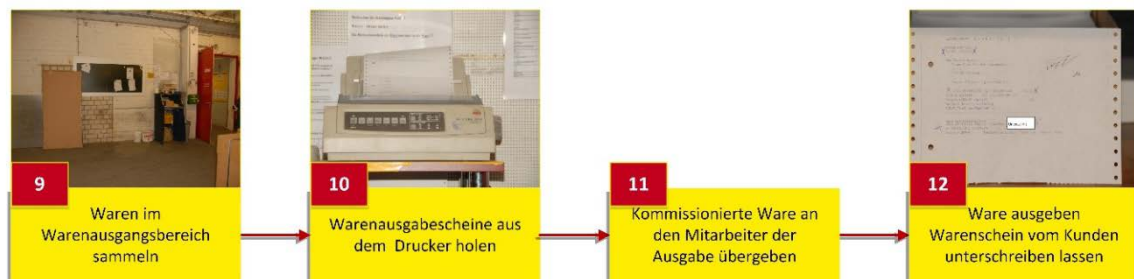 9
Waren im
Warenausgangsbereich
sammeln
10
Warenausgabescheine aus
dem Drucker holen
11
Kommissionierte Ware an
den Mitarbeiter der
Ausgabe übergeben
12
Ware ausgeben
Warenschein vom Kunden
unterschreiben lassen